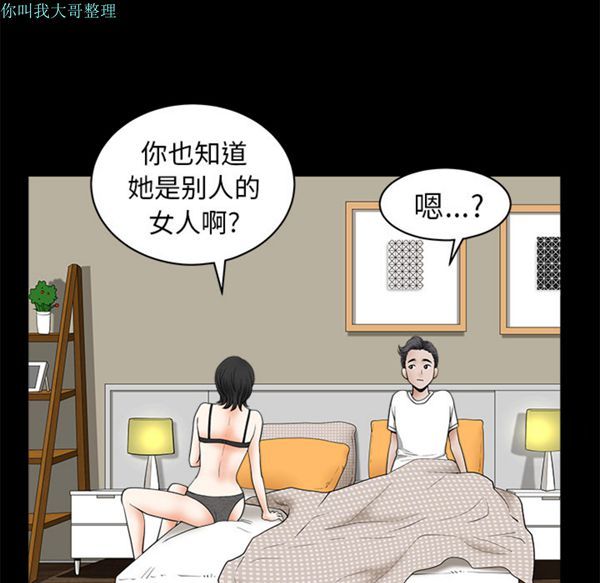 你叫我大哥整理
你也知道
她是别人的
女人啊?
嗯...?